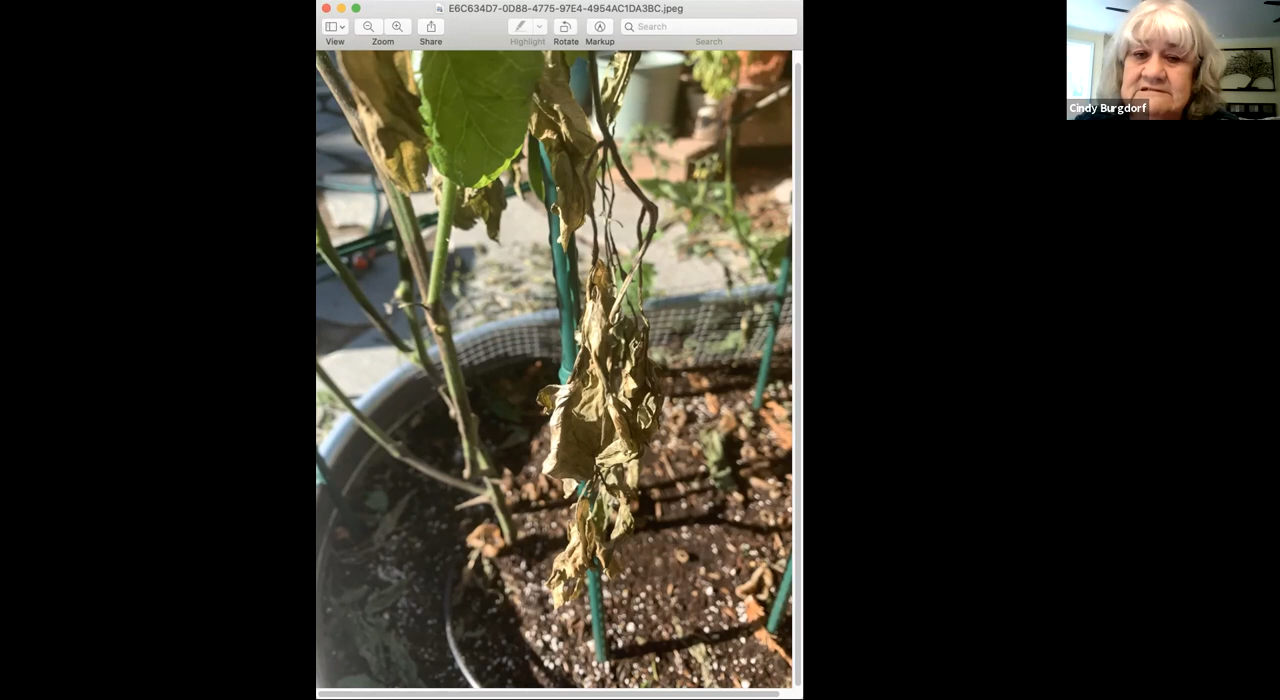 E6C634D7-0D88-4775-97E4-4954AC1DA3BC.jpeg
View Zoom Share Highlight Rotate Markup Search
Search
Cindy Burgdorf